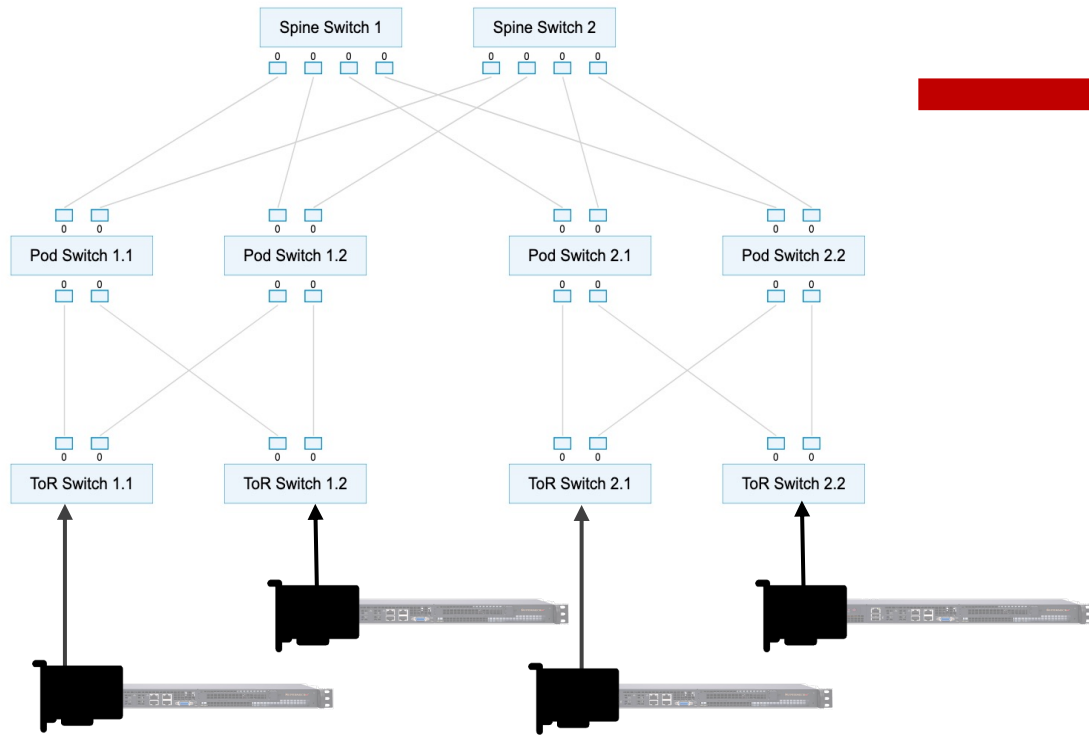 Spine Switch 1 Spine Switch 2
0 0 0 0 0 0 0 0
0 0 0 0 0 0 0 0
Pod Switch 1.1 Pod Switch 1.2 Pod Switch 2.1 Pod Switch 2.2
0 0 0 0 0 0 0 0
0 0 0 0 0 0 0 0
ToR Switch 1.1 ToR Switch 1.2 ToR Switch 2.1 ToR Switch 2.2